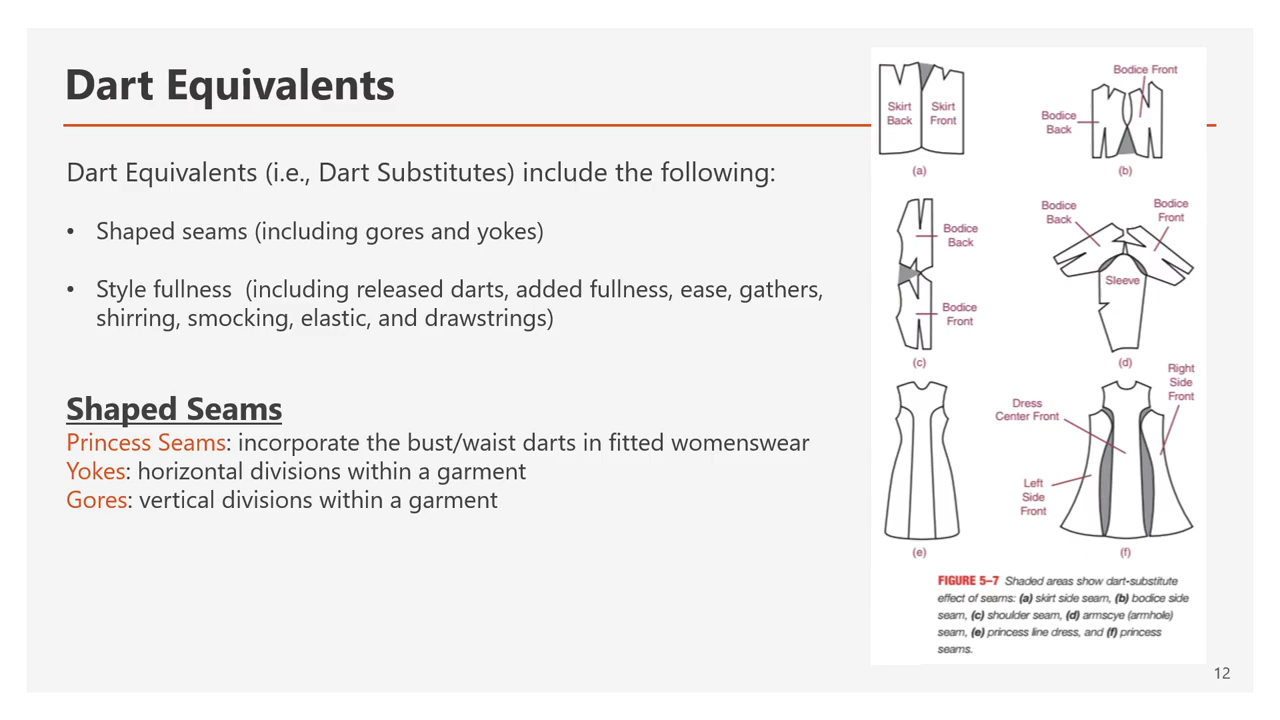 Dart Equivalents
Dart Equivalents (i.e., Dart Substitutes) include the following:
• Shaped seams (including gores and yokes)
• Style fullness  (including released darts, added fullness, ease, gathers,
shirring, smocking, elastic, and drawstrings)
Shaped Seams
Princess Seams: incorporate the bust/waist darts in fitted womenswear
Yokes: horizontal divisions within a garment
Gores: vertical divisions within a garment
Skirt
Back
Skirt
Front
(a)
Bodice Front
Bodice
Back
(b)
Bodice
Back
Bodice
Front
(c)
Bodice
Back
Bodice
Front
Sleeve
(d)
(e)
Dress
Center Front
Right
Side
Front
Left
Side
Front
(f)
FIGURE 5–7 Shaded areas show dart-substitute
effect of seams: (a) skirt side seam, (b) bodice side
seam, (c) shoulder seam, (d) armscye (armhole)
seam, (e) princess line dress, and (f) princess
seams.
12